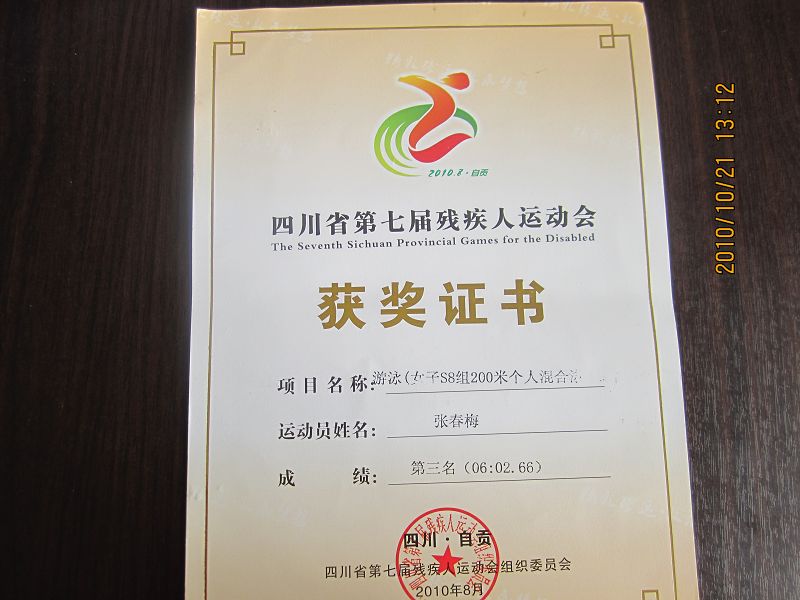 2010.8·自贡
四川省第七届残疾人运动会
The Seventh Sichuan Provincial Games for the Disabled
获奖证书
项目名称: 游泳(女子S8组200米个人混合泳
运动员姓名: 张春梅
成绩: 第三名(06:02.66)
四川·自贡
四川省第七届残疾人运动会组织委员会
2010年8月
2010/10/21 13:12